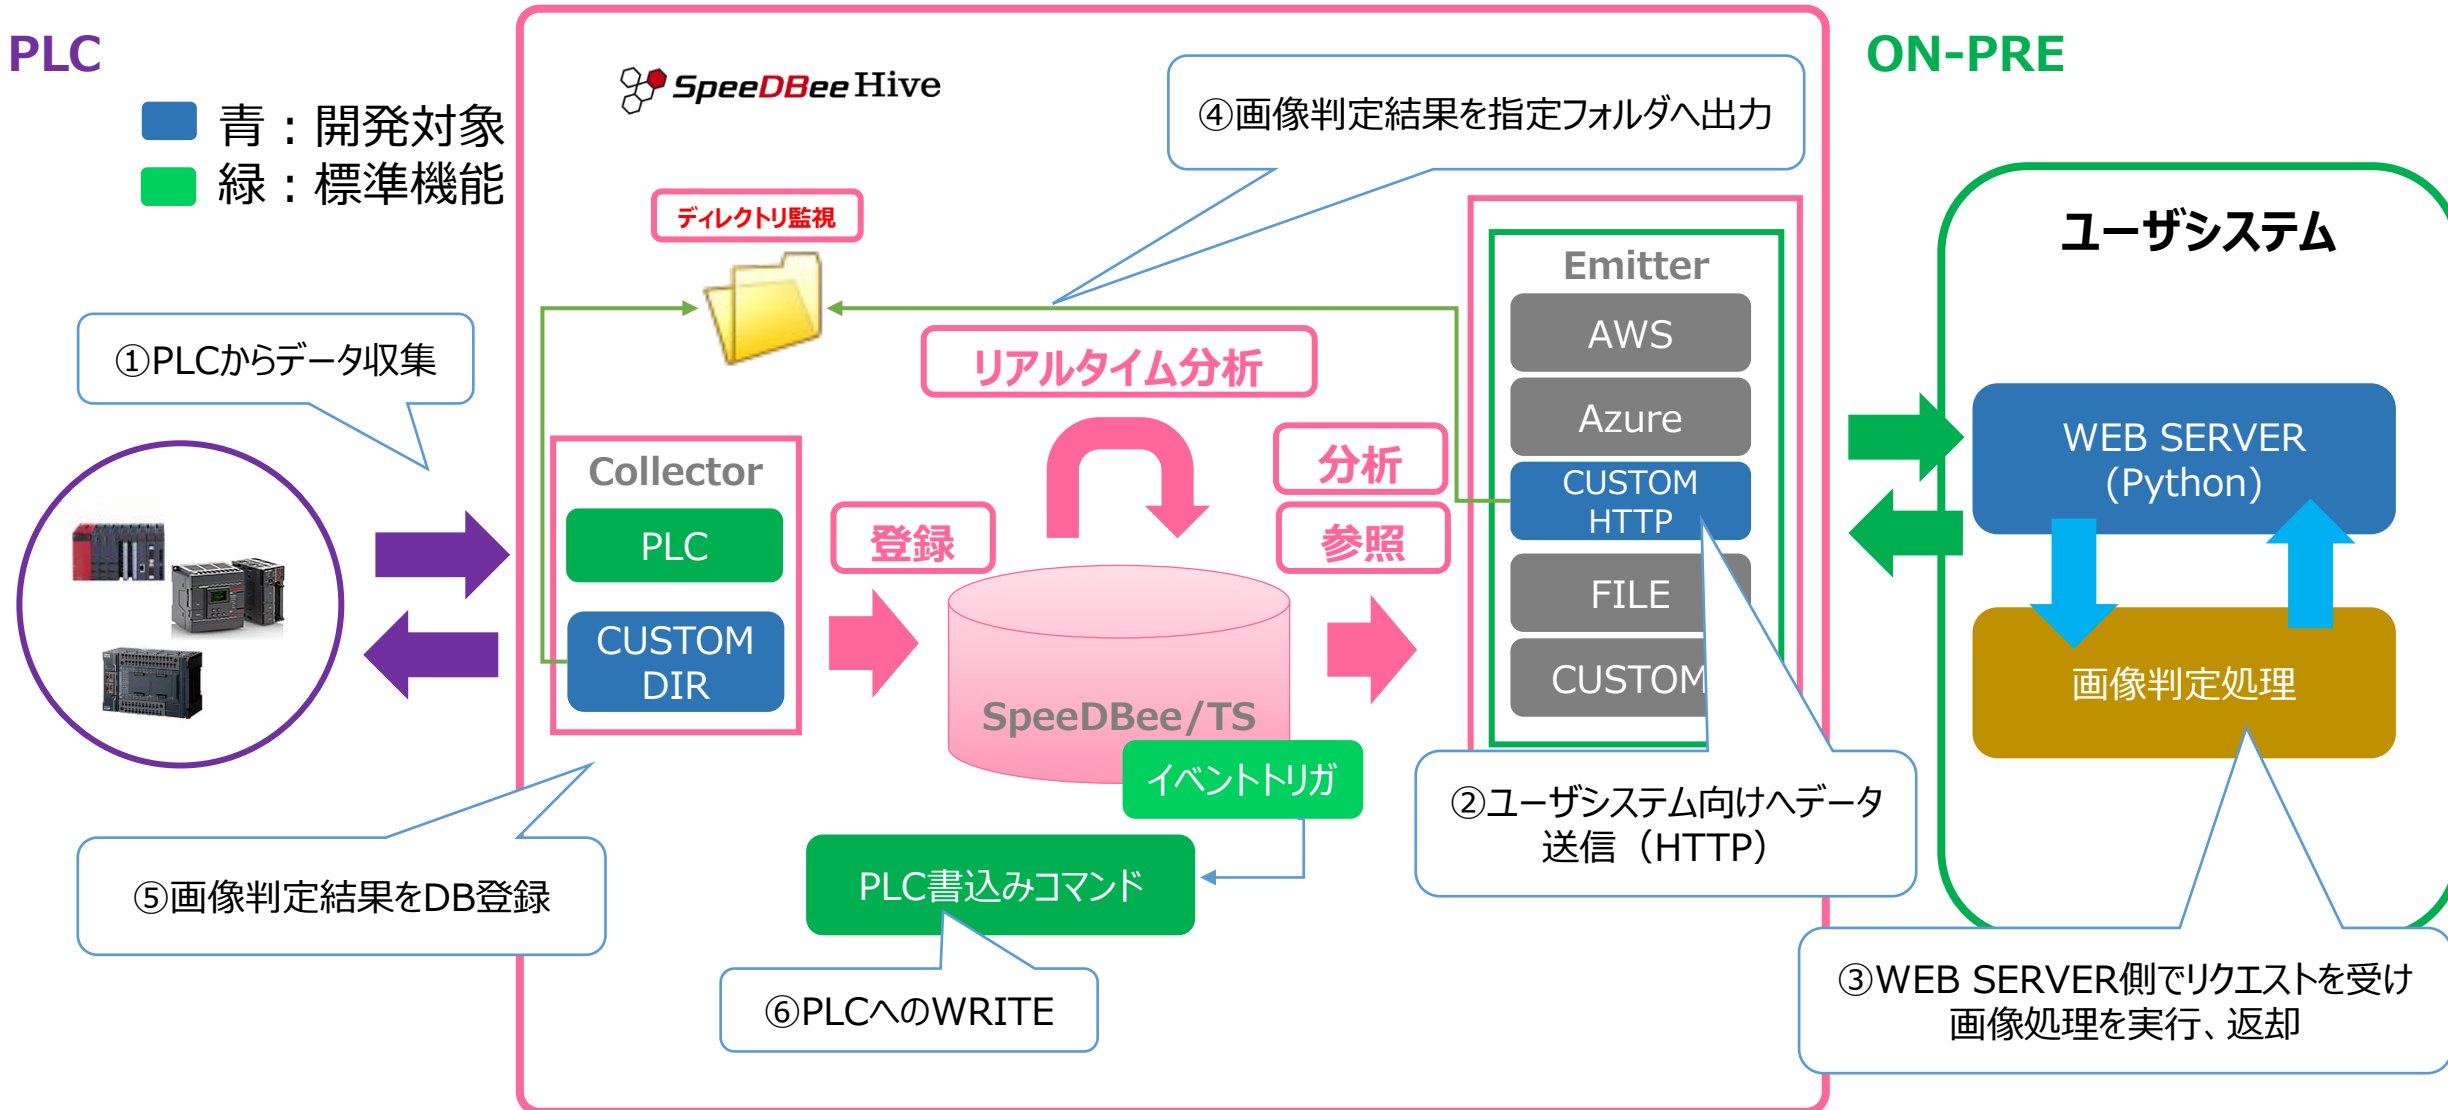 PLC
青：開発対象
緑：標準機能
SpeeDBee Hive
④画像判定結果を指定フォルダへ出力
ON-PRE
ディレクトリ監視
ユーザシステム
①PLCからデータ収集
リアルタイム分析
Emitter
AWS
Azure
CUSTOM
HTTP
FILE
CUSTOM
Collector
PLC
CUSTOM
DIR
登録
分析
参照
SpeeDBee/TS
イベントトリガ
PLC書込みコマンド
WEB SERVER
(Python)
画像判定処理
②ユーザシステム向けへデータ
送信（HTTP）
⑤画像判定結果をDB登録
⑥PLCへのWRITE
③WEB SERVER側でリクエストを受け
画像処理を実行、返却